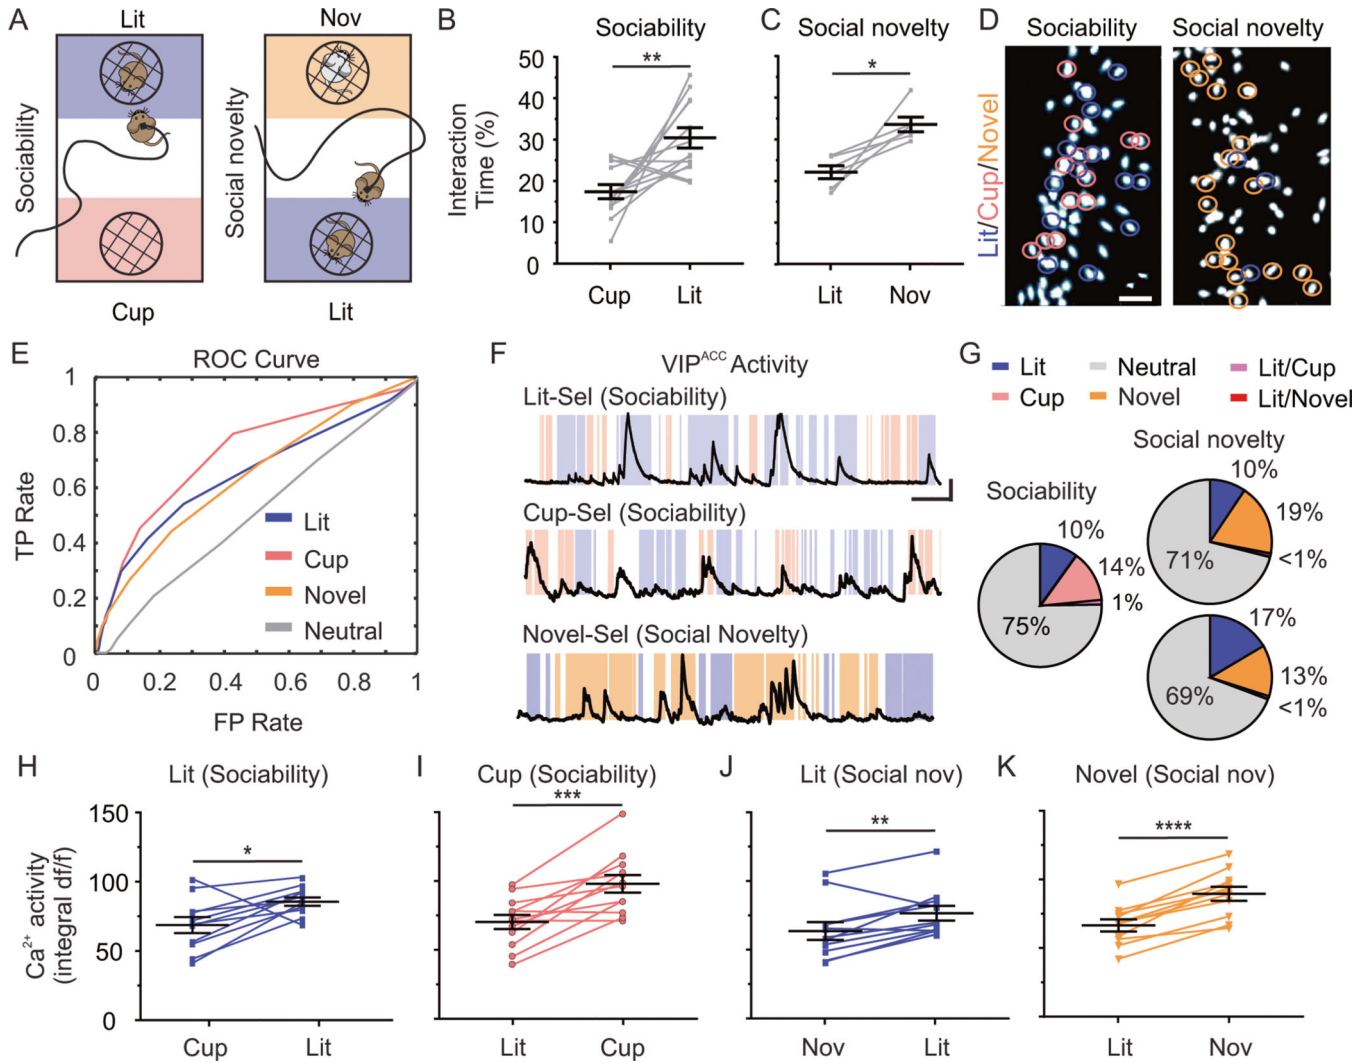 A
Lit
Nov
Sociability
Social novelty
Cup
Lit
B
Sociability
**
Interaction
Time (%)
50
40
30
20
10
0
Cup
Lit
C
Social novelty
*
Lit
Nov
D
Sociability
Social novelty
Lit/Cup/Novel
E
ROC Curve
TP Rate
1
0.8
0.6
0.4
0.2
0
0
0.2
0.4
0.6
0.8
1
FP Rate
Lit
Cup
Novel
Neutral
F
VIP^ACC Activity
Lit-Sel (Sociability)
Cup-Sel (Sociability)
Novel-Sel (Social Novelty)
G
Lit
Neutral
Lit/Cup
Cup
Novel
Lit/Novel
Sociability
10%
14%
1%
75%
Social novelty
10%
19%
<1%
71%
17%
13%
<1%
69%
H
Lit (Sociability)
*
Ca²⁺ activity
(integral df/f)
150
100
50
0
Cup
Lit
I
Cup (Sociability)
***
Lit
Cup
J
Lit (Social nov)
**
Nov
Lit
K
Novel (Social nov)
****
Lit
Nov